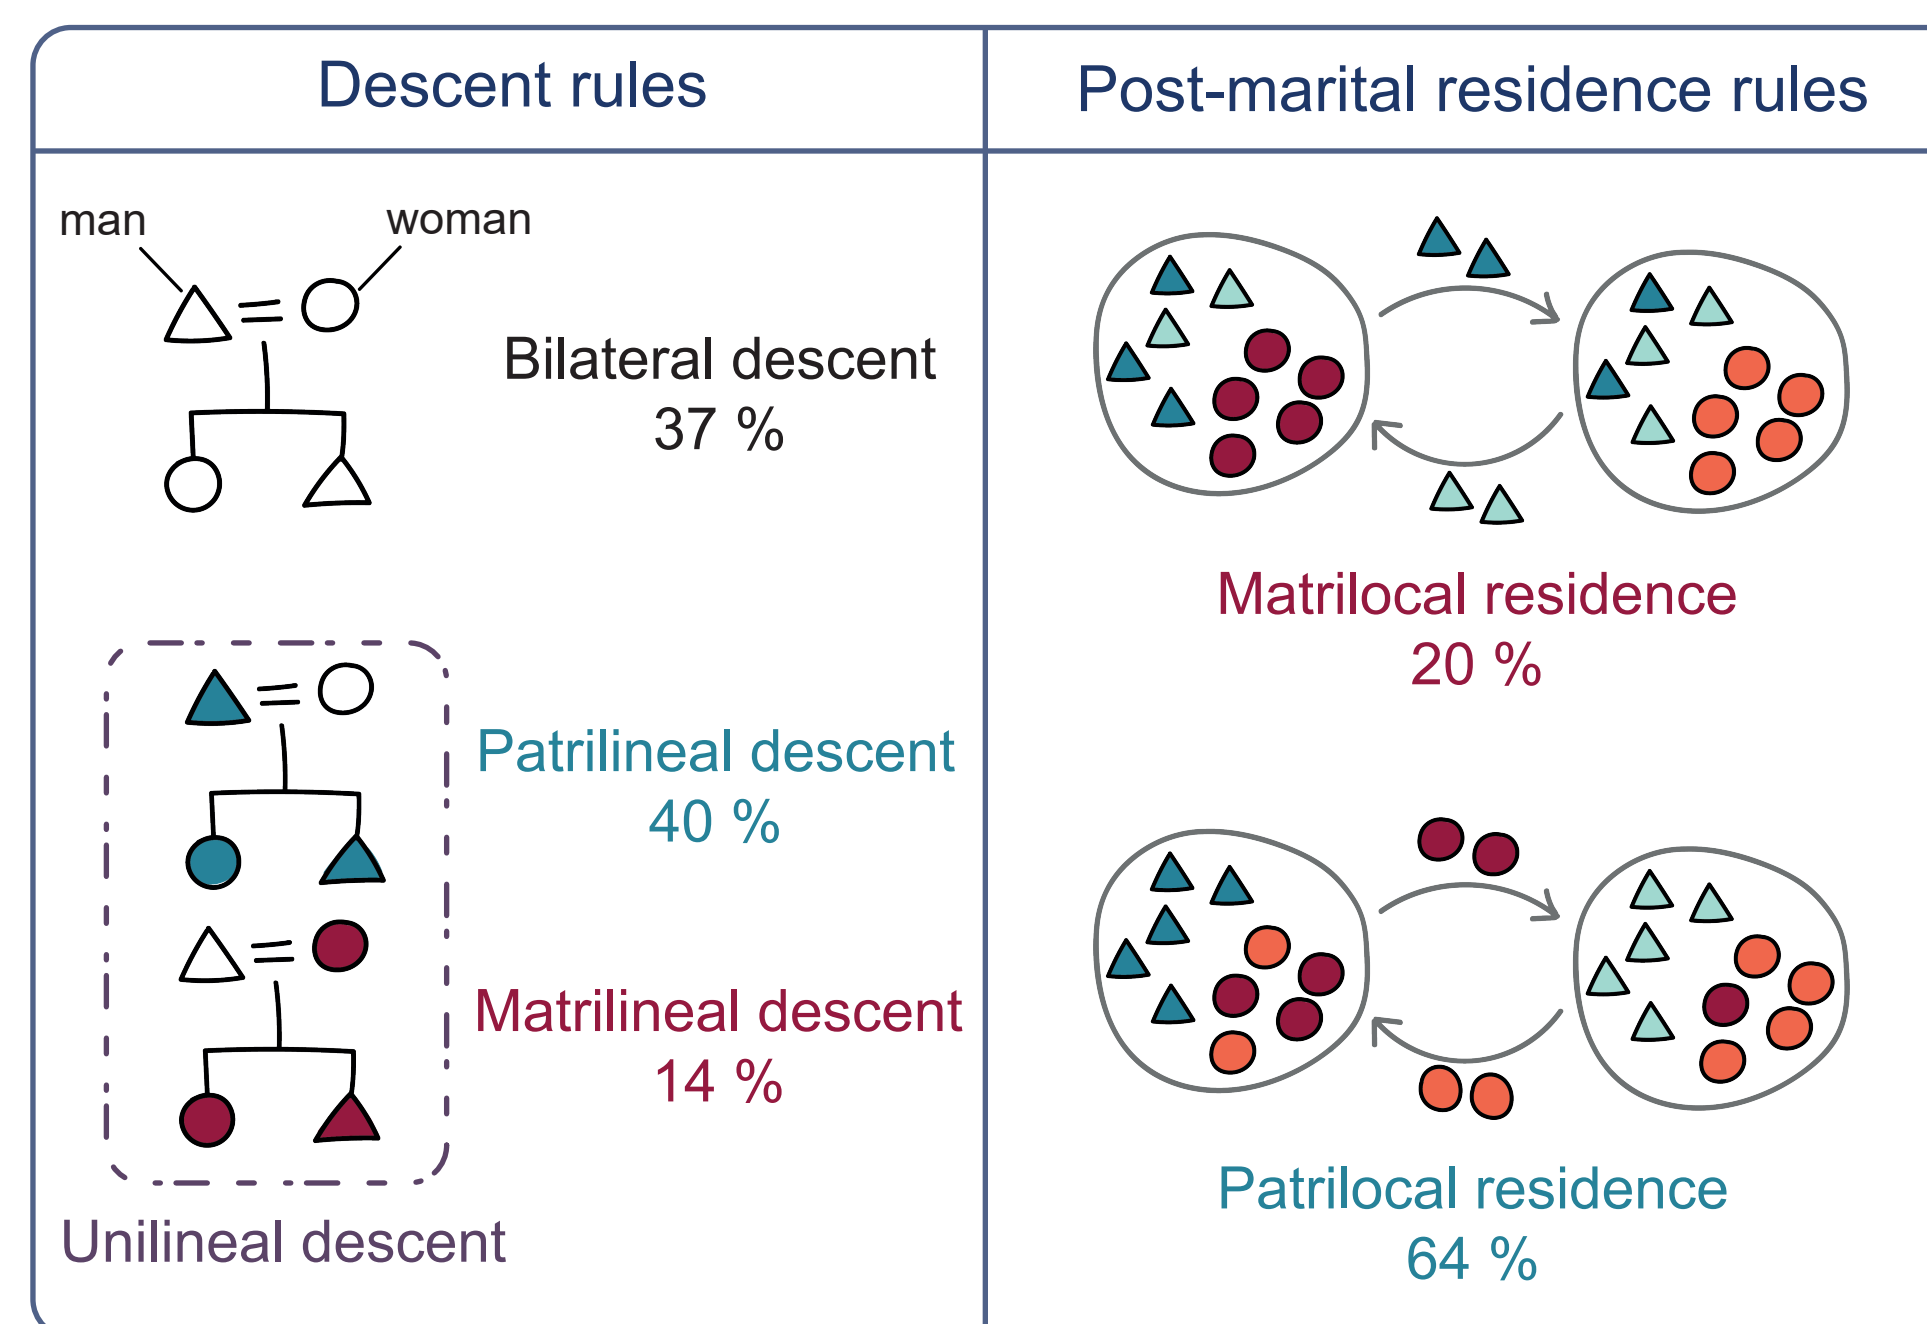 Descent rules
Post-marital residence rules
man
woman
Bilateral descent
37 %
Patrilineal descent
40 %
Matrilineal descent
14 %
Unilineal descent
Matrilocal residence
20 %
Patrilocal residence
64 %